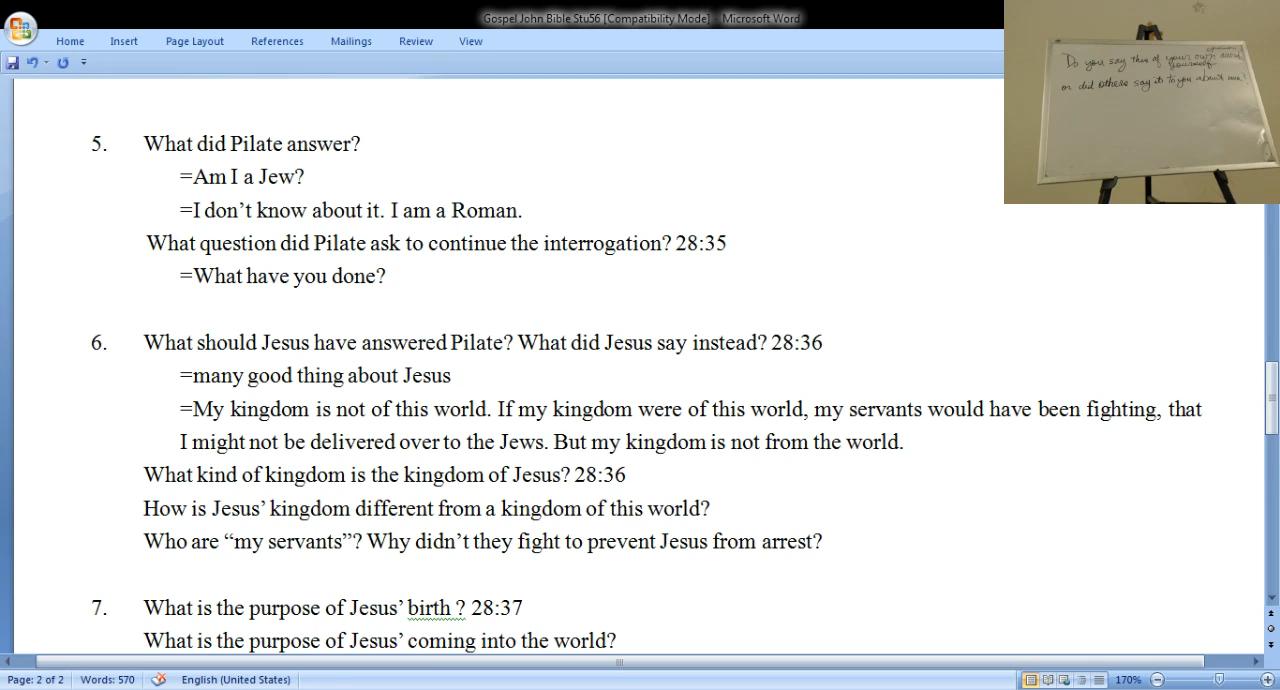 Gospel John Bible Stu56 [Compatibility Mode] - Microsoft Word
Home Insert Page Layout References Mailings Review View
Do you say this of your own accord
yourself
or did others say it to you about me?
5. What did Pilate answer?
=Am I a Jew?
=I don’t know about it. I am a Roman.
What question did Pilate ask to continue the interrogation? 28:35
=What have you done?
6. What should Jesus have answered Pilate? What did Jesus say instead? 28:36
=many good thing about Jesus
=My kingdom is not of this world. If my kingdom were of this world, my servants would have been fighting, that
I might not be delivered over to the Jews. But my kingdom is not from the world.
What kind of kingdom is the kingdom of Jesus? 28:36
How is Jesus’ kingdom different from a kingdom of this world?
Who are “my servants”? Why didn’t they fight to prevent Jesus from arrest?
7. What is the purpose of Jesus’ birth ? 28:37
What is the purpose of Jesus’ coming into the world?
Page: 2 of 2 Words: 570 English (United States) 170%